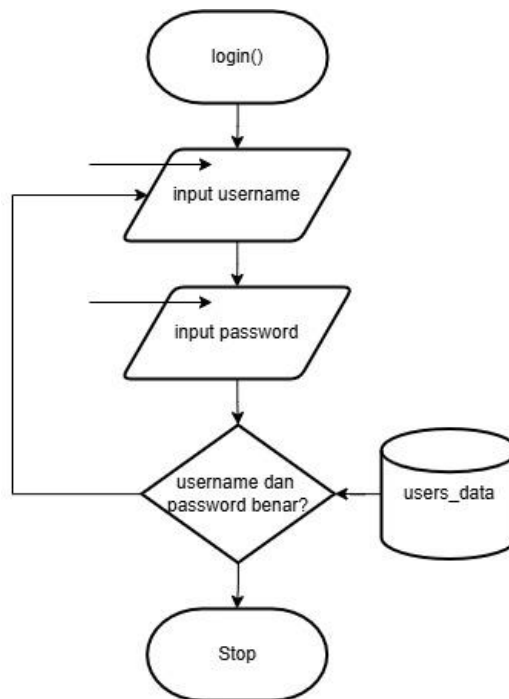 login()
input username
input password
username dan
password benar?
users_data
Stop